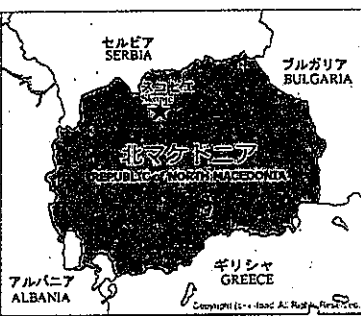 セルビア
SERBIA
ブルガリア
BULGARIA
スコピエ
北マケドニア
REPUBLIC of NORTH MACEDONIA
ギリシャ
GREECE
アルバニア
ALBANIA